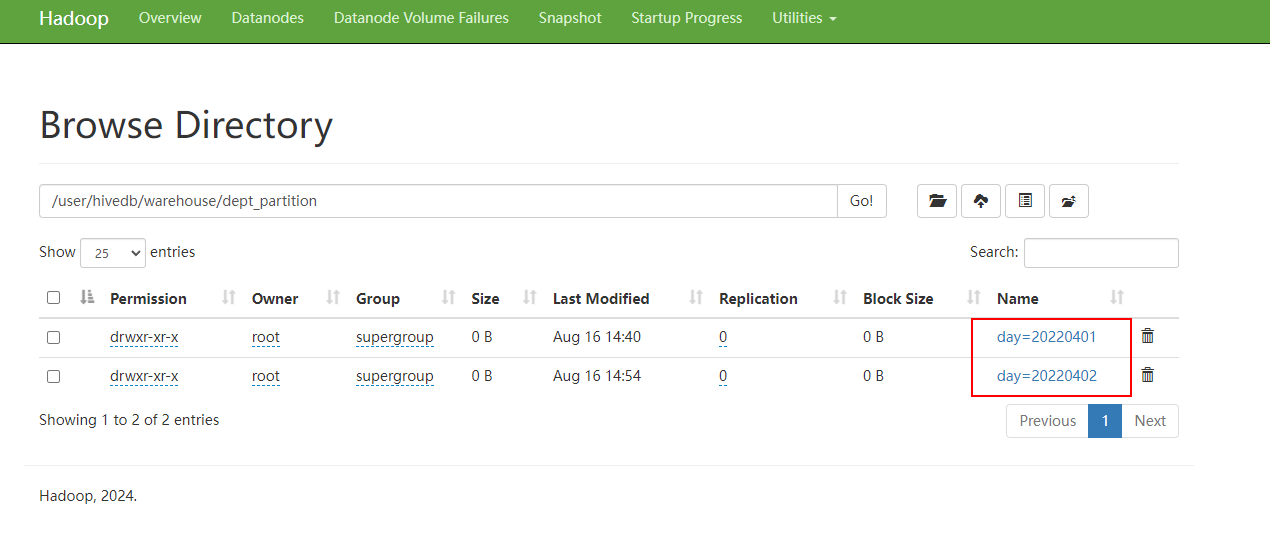 Hadoop Overview Datanodes Datanode Volume Failures Snapshot Startup Progress Utilities
Browse Directory
/user/hivedb/warehouse/dept_partition Go!
Show 25 entries Search:
Permission Owner Group Size Last Modified Replication Block Size Name
drwxr-xr-x root supergroup 0 B Aug 16 14:40 0 0 B day=20220401
drwxr-xr-x root supergroup 0 B Aug 16 14:54 0 0 B day=20220402
Showing 1 to 2 of 2 entries Previous 1 Next
Hadoop, 2024.